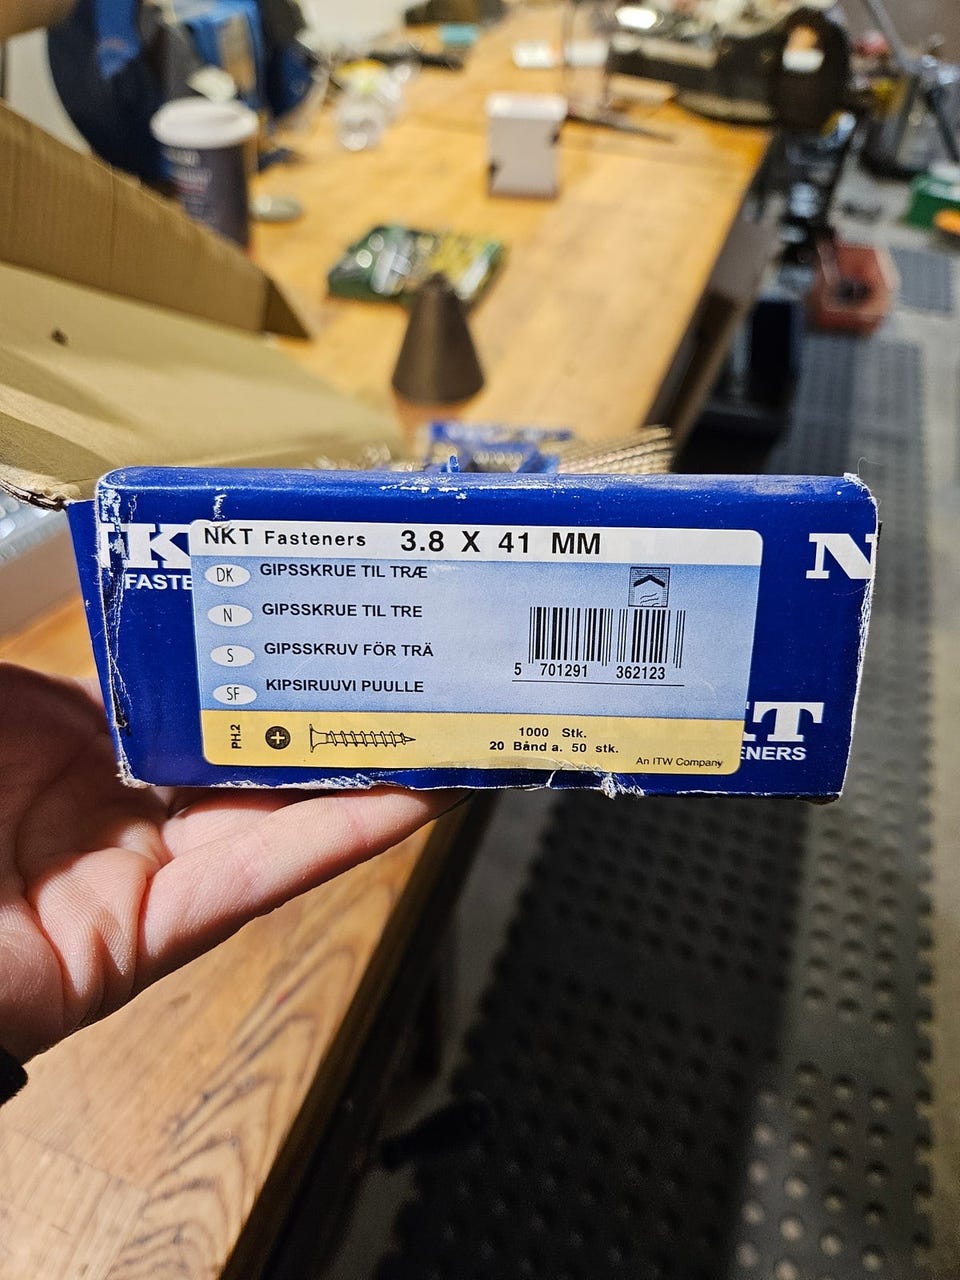 NKT Fasteners 3.8 X 41 MM
DK GIPSSKRUE TIL TRÆ
N GIPSSKRUE TIL TRE
S GIPSSKRUV FÖR TRÄ
SF KIPSIRUUVI PUULLE
5 701291 362123
PH.2
1000 Stk.
20 Bånd a. 50 stk.
An ITW Company
K
FASTE
N
T
ENERS